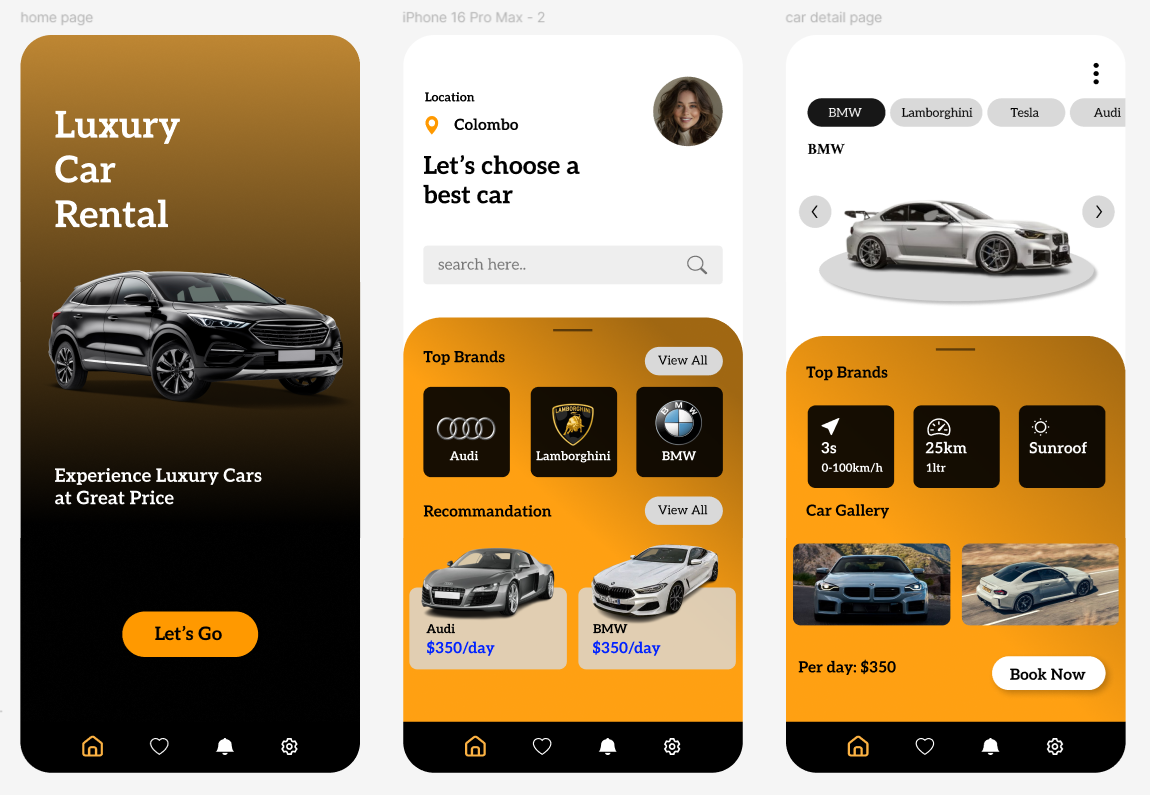 home page
Luxury
Car
Rental
Experience Luxury Cars
at Great Price
Let's Go
iPhone 16 Pro Max - 2
Location
Colombo
Let's choose a
best car
search here..
Top Brands
View All
Audi
LAMBORGHINI
Lamborghini
BMW
BMW
Recommandation
View All
Audi
$350/day
BMW
$350/day
car detail page
BMW
Lamborghini
Tesla
Audi
BMW
Top Brands
3s
0-100km/h
25km
1ltr
Sunroof
Car Gallery
Per day: $350
Book Now